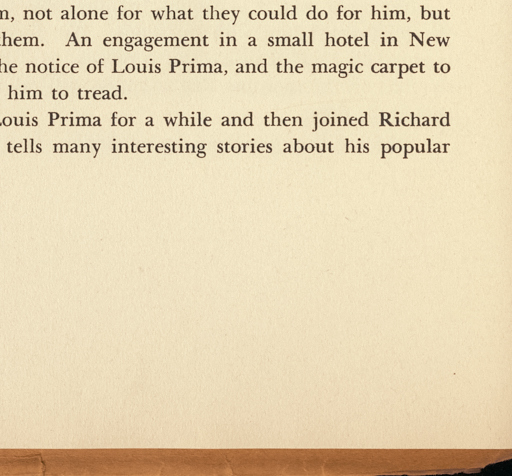 m, not alone for what they could do for him, but
them. An engagement in a small hotel in New
he notice of Louis Prima, and the magic carpet to
him to tread.
Louis Prima for a while and then joined Richard
tells many interesting stories about his popular